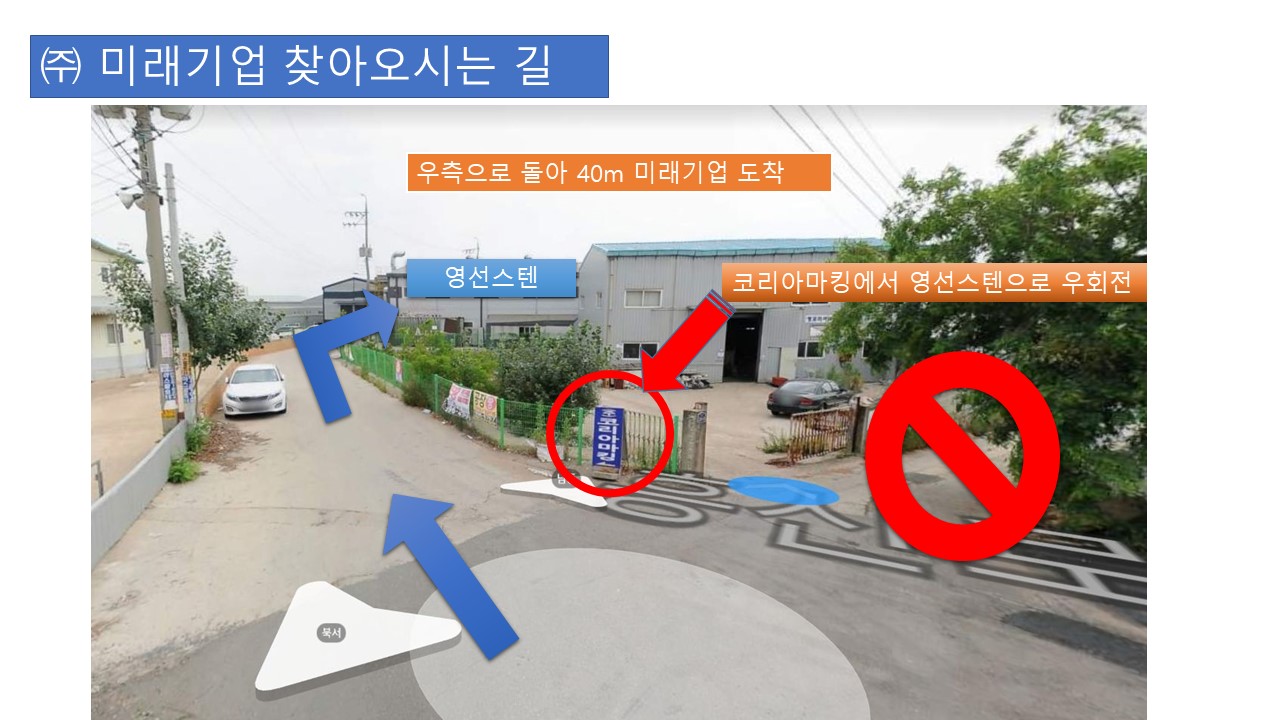 ㈜ 미래기업 찾아오시는 길
우측으로 돌아 40m 미래기업 도착
영선스텐
코리아마킹에서 영선스텐으로 우회전
㈜코리아마킹
북서